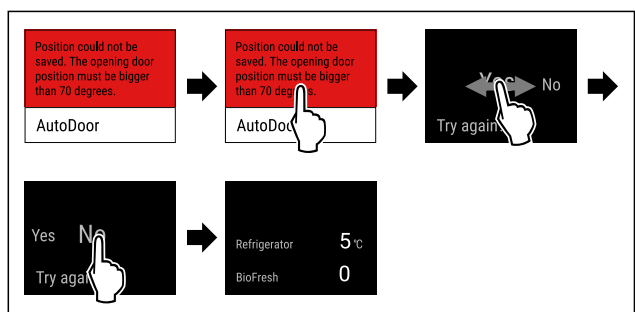 Position could not be
saved. The opening door
position must be bigger
than 70 degrees.
AutoDoor
Position could not be
saved. The opening door
position must be bigger
than 70
AutoDoor
Yes No
Try again
Yes No
Try again
Refrigerator 5 °C
BioFresh 0